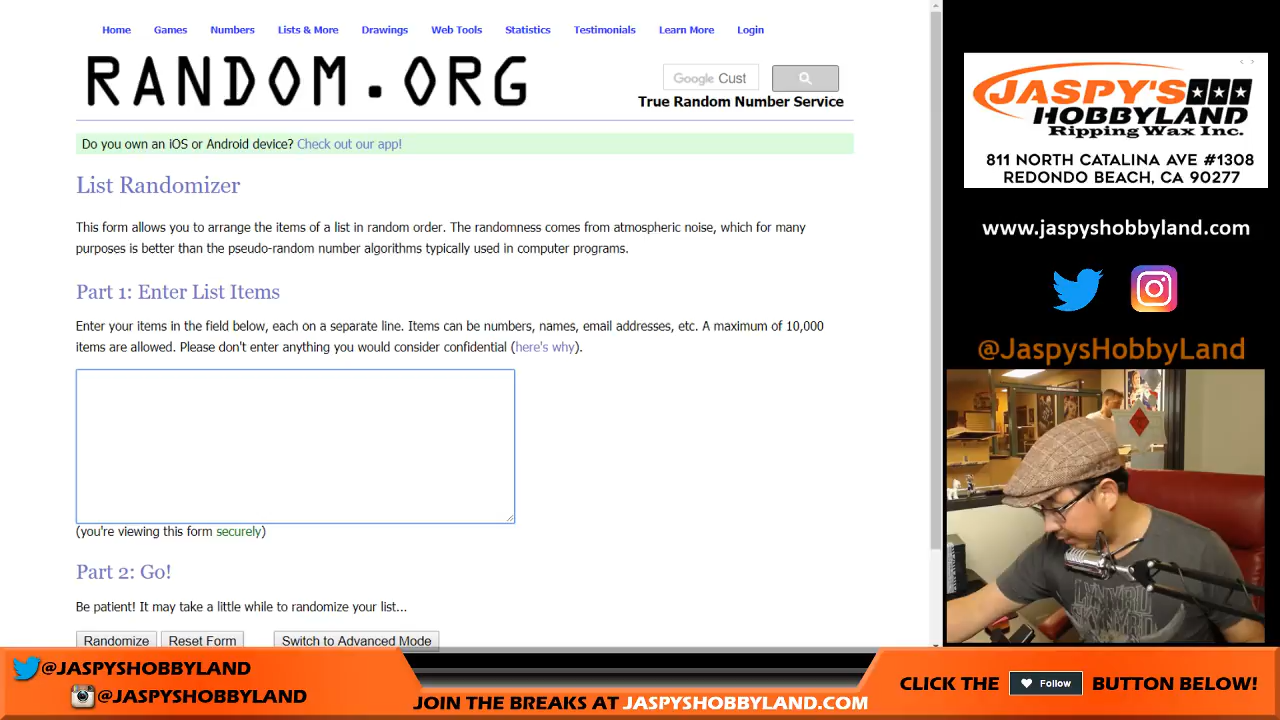 Home Games Numbers Lists & More Drawings Web Tools Statistics Testimonials Learn More Login
RANDOM.ORG
Google Cust
True Random Number Service
Do you own an iOS or Android device? Check out our app!
List Randomizer
This form allows you to arrange the items of a list in random order. The randomness comes from atmospheric noise, which for many
purposes is better than the pseudo-random number algorithms typically used in computer programs.
Part 1: Enter List Items
Enter your items in the field below, each on a separate line. Items can be numbers, names, email addresses, etc. A maximum of 10,000
items are allowed. Please don't enter anything you would consider confidential (here's why).
(you're viewing this form securely)
Part 2: Go!
Be patient! It may take a little while to randomize your list...
Randomize Reset Form Switch to Advanced Mode
JASPY'S
HOBBYLAND
Ripping Wax Inc.
811 NORTH CATALINA AVE #1308
REDONDO BEACH, CA 90277
www.jaspyshobbyland.com
@JaspysHobbyLand
LYNYRD
@JASPYSHOBBYLAND
@JASPYSHOBBYLAND
JOIN THE BREAKS AT JASPYSHOBBYLAND.COM
CLICK THE Follow BUTTON BELOW!